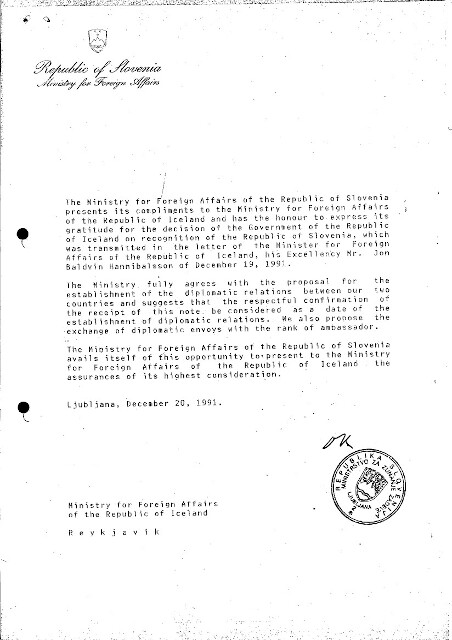 Republic of Slovenia
Ministry for Foreign Affairs
The Ministry for Foreign Affairs of the Republic of Slovenia
presents its compliments to the Ministry for Foreign Affairs
of the Republic of Iceland and has the honour to express its
gratitude for the decision of the Government of the Republic
of Iceland on recognition of the Republic of Slovenia, which
was transmitted in the letter of the Minister for Foreign
Affairs of the Republic of Iceland, his Excellency Mr. Jon
Baldvin Hannibalsson of December 19, 1991.
The Ministry fully agrees with the proposal for the
establishment of the diplomatic relations between our two
countries and suggests that the respectful confirmation of
the receipt of this note be considered as a date of the
establishment of diplomatic relations. We also propose the
exchange of diplomatic envoys with the rank of ambassador.
The Ministry for Foreign Affairs of the Republic of Slovenia
avails itself of this opportunity to present to the Ministry
for Foreign Affairs of the Republic of Iceland the
assurances of its highest consideration.
Ljubljana, December 20, 1991.
REPUBLIKA SLOVENIJA
MINISTRSTVO ZA ZUNANJE ZADEVE
LJUBLJANA
Ministry for Foreign Affairs
of the Republic of Iceland
R e y k j a v i k